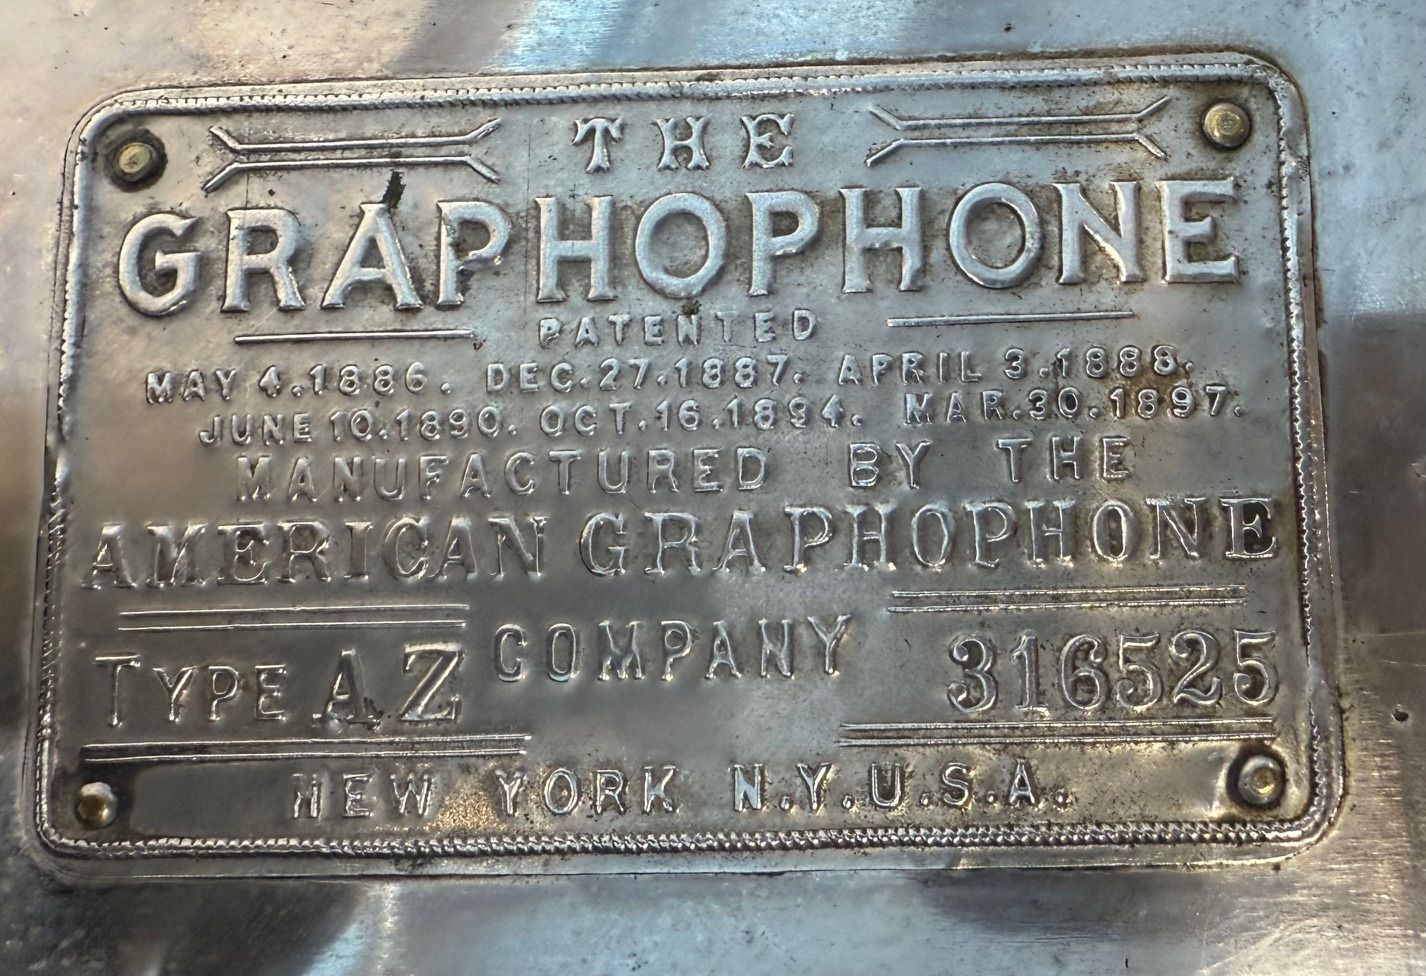 THE
GRAPHOPHONE
PATENTED
MAY 4.1886. DEC.27.1887. APRIL 3.1888.
JUNE 10.1890. OCT.16.1894. MAR.30.1897.
MANUFACTURED BY THE
AMERICAN GRAPHOPHONE
COMPANY
TYPE AZ 316525
NEW YORK N.Y.U.S.A.